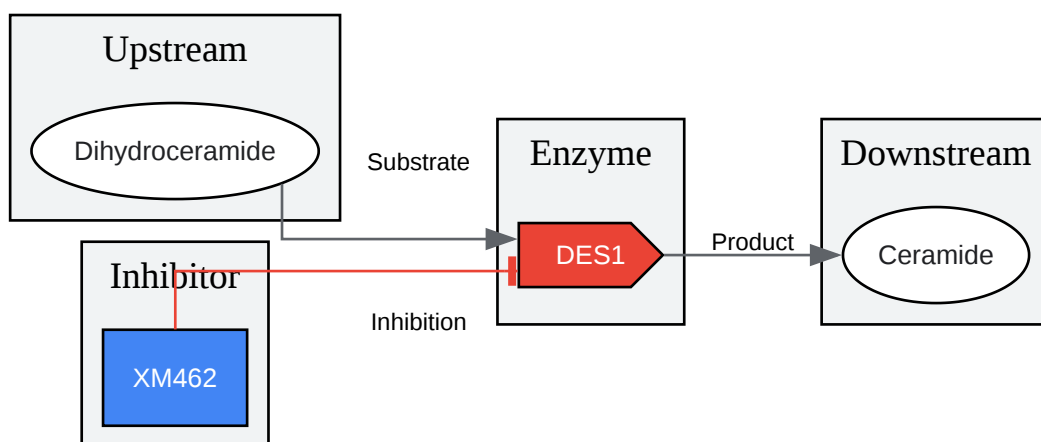 Upstream
Dihydroceramide
Substrate
Enzyme
Downstream
DES1
Product
Ceramide
Inhibitor
Inhibition
XM462